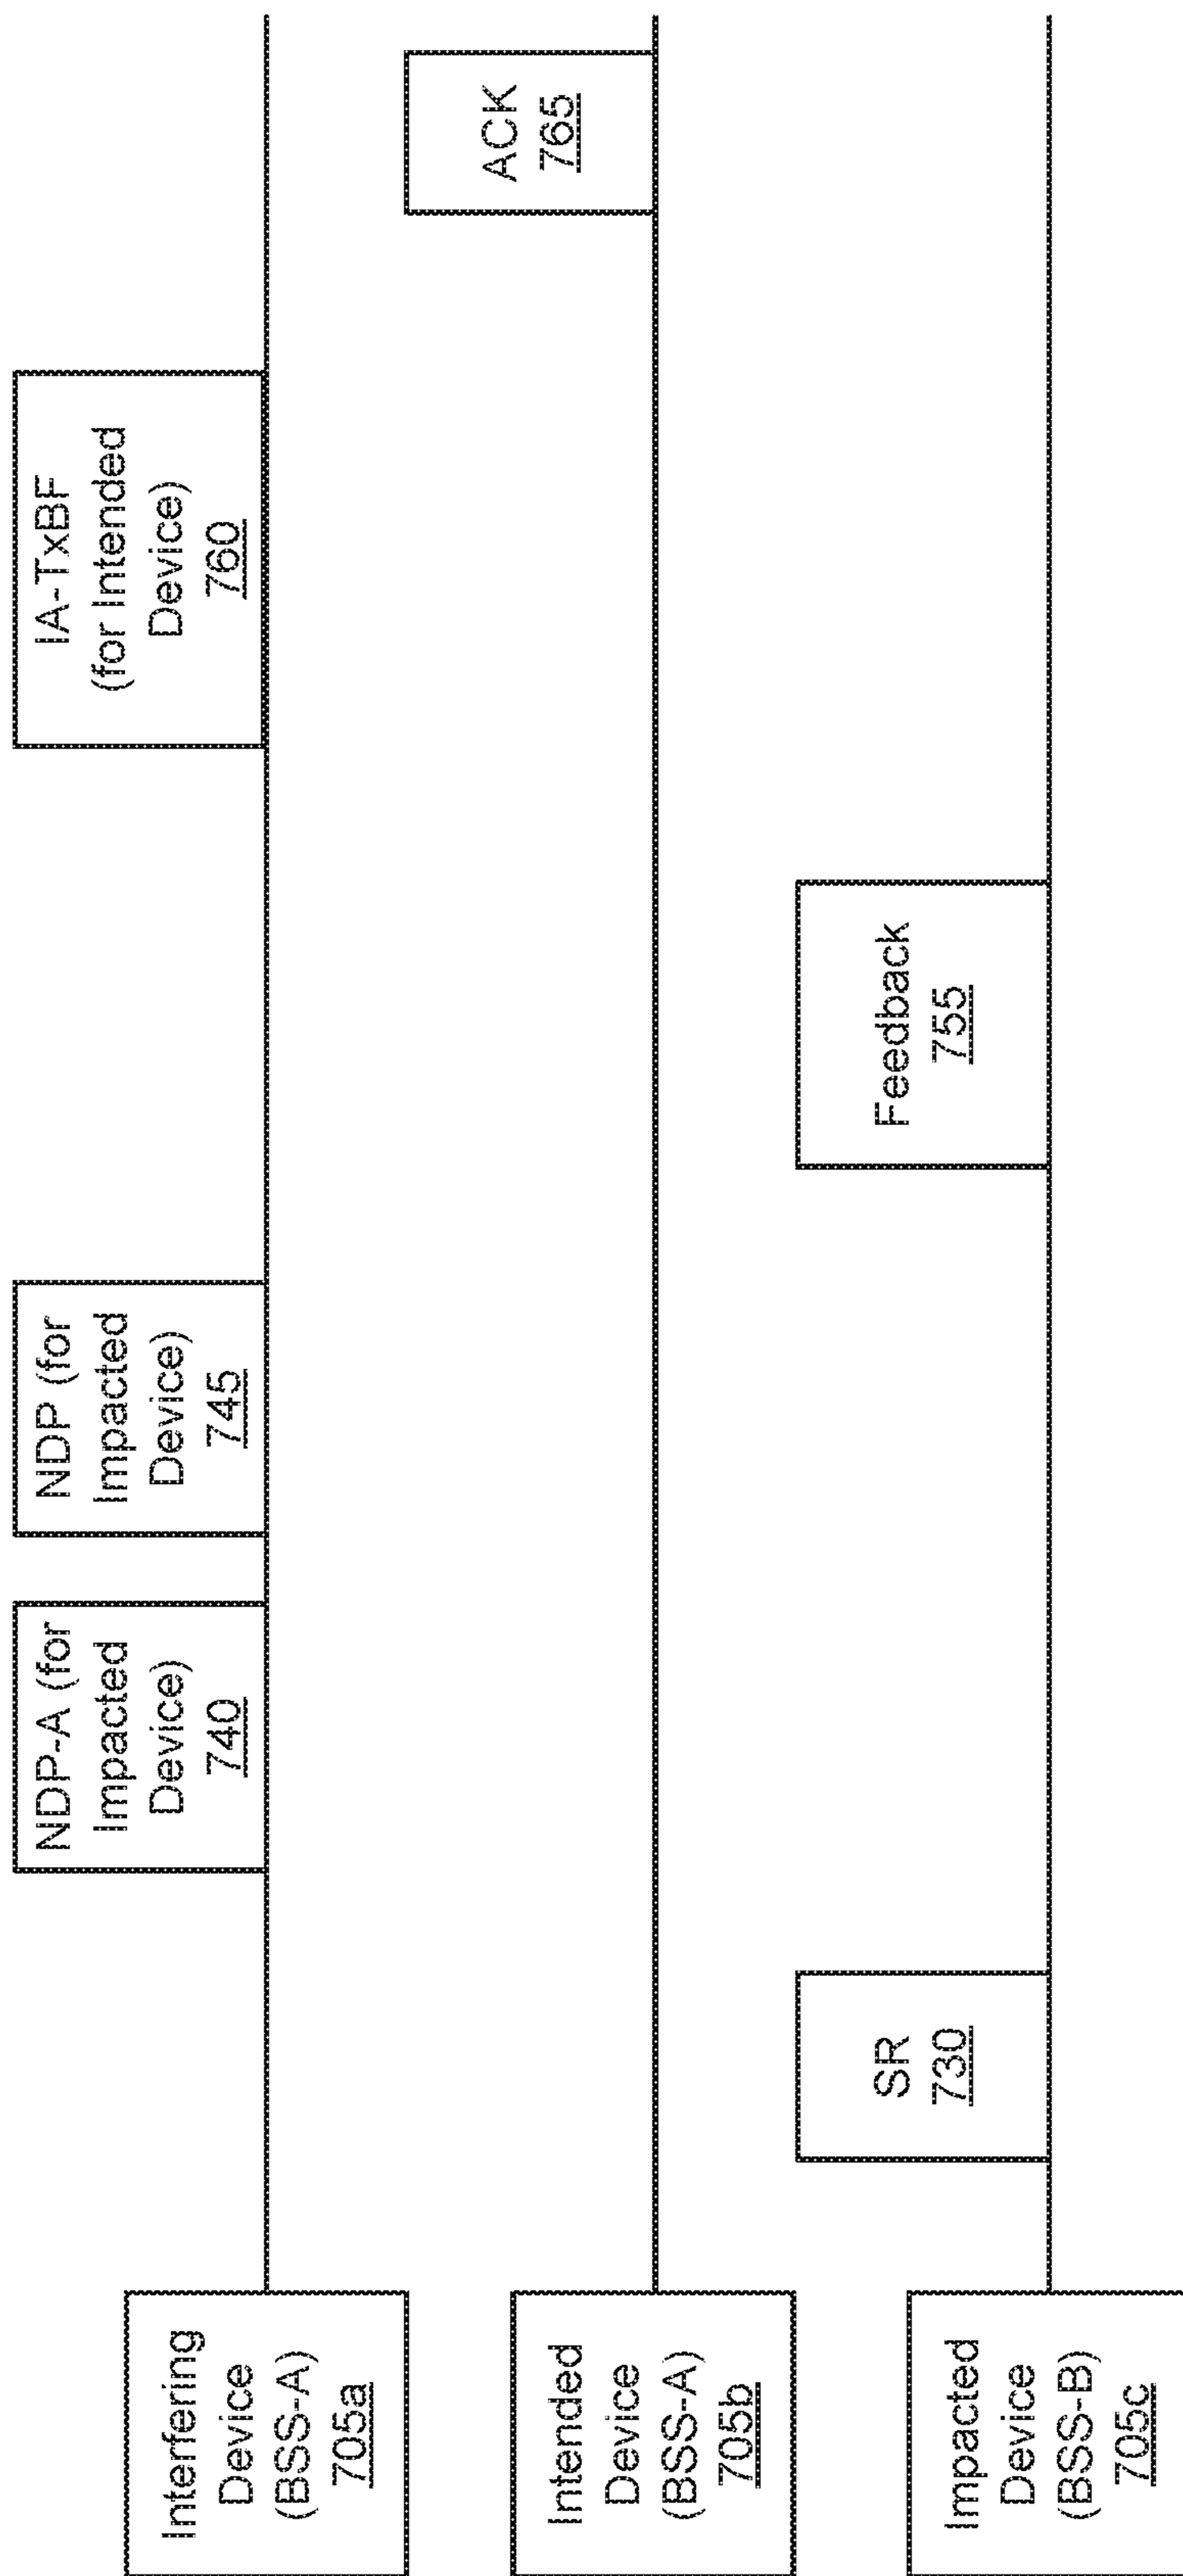 Interfering
Device
(BSS-A)
705a
NDP-A (for
Impacted
Device)
740
NDP (for
Impacted
Device)
745
IA-TxBF
(for Intended
Device)
760
Intended
Device
(BSS-A)
705b
ACK
765
Impacted
Device
(BSS-B)
705c
SR
730
Feedback
755